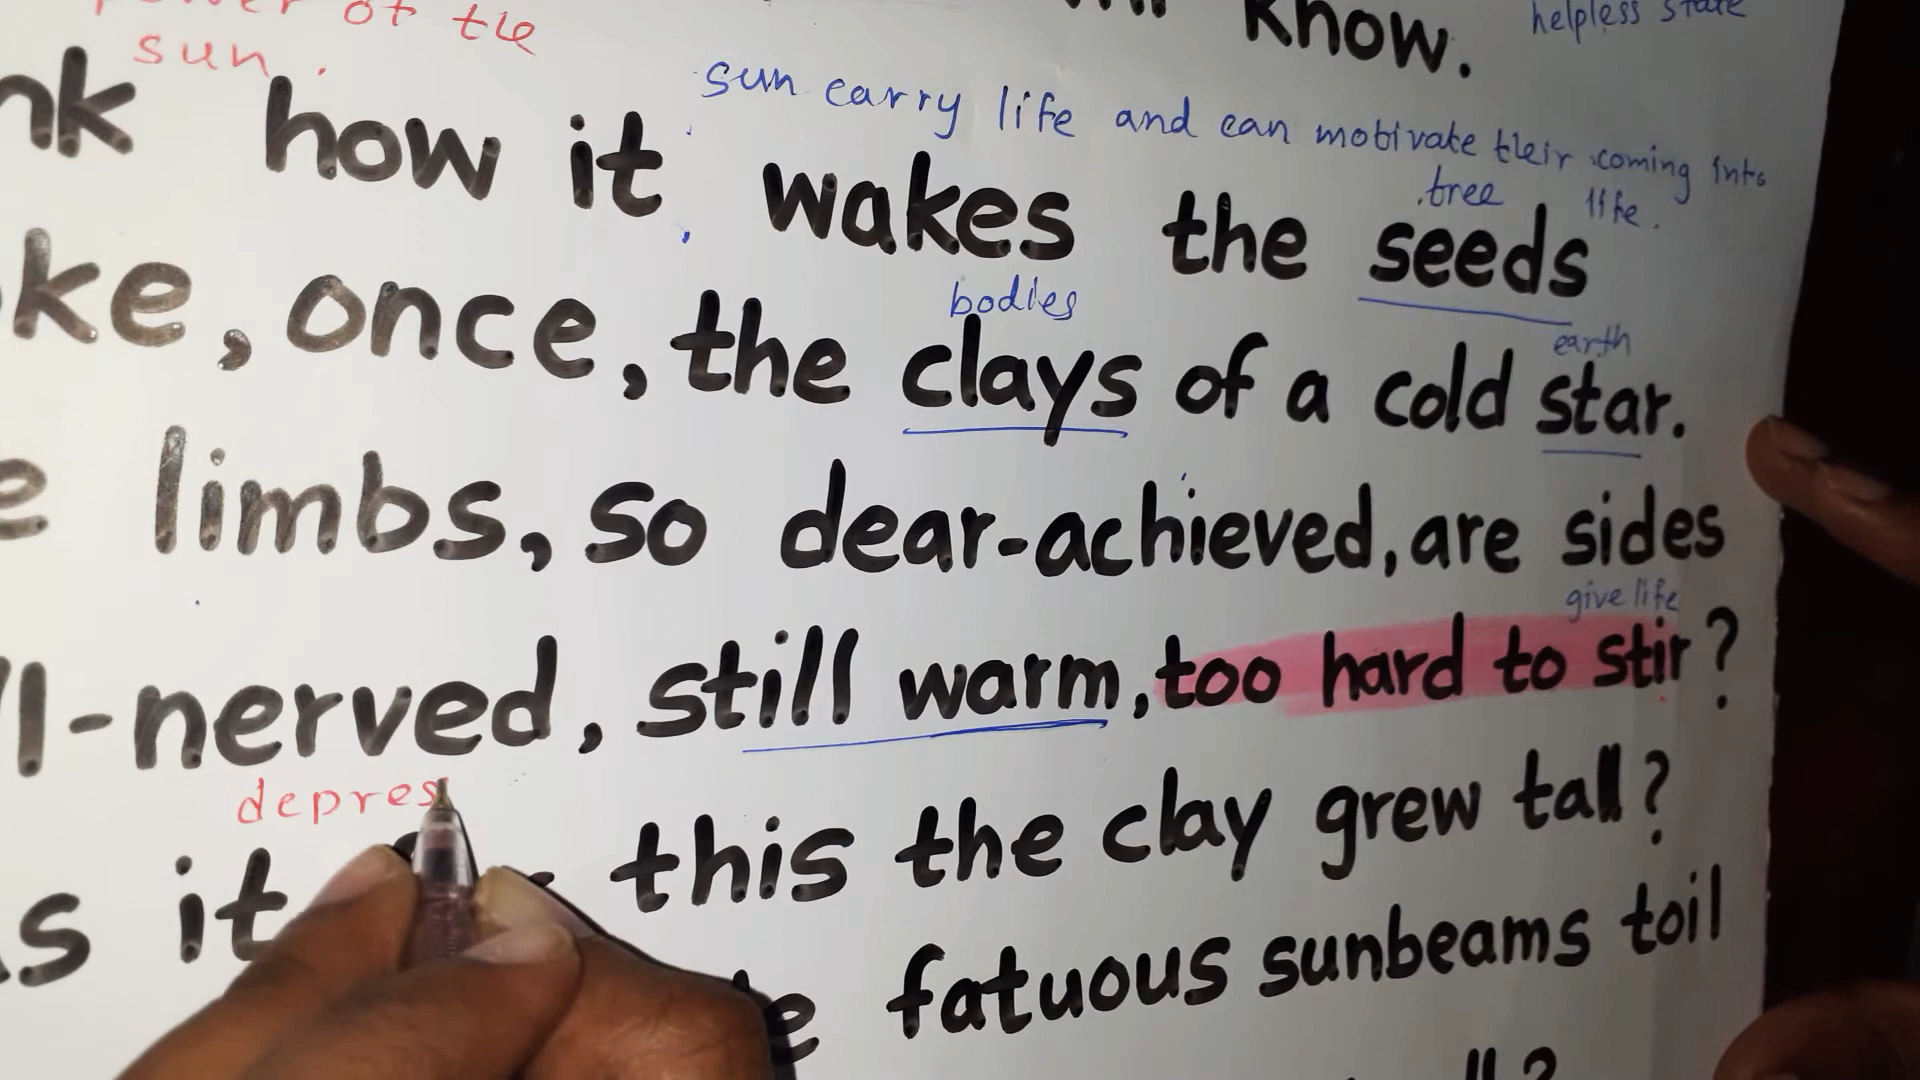 of the
know.
helpless state
sun.
sun carry life and can motivate their coming into
life.
how it wakes the seeds
tree
bodies
ke, once, the clays of a cold star.
earth
limbs, so dear-achieved, are sides
give life
ll-nerved, still warm, too hard to stir?
depres
s it this the clay grew tall?
fatuous sunbeams toil